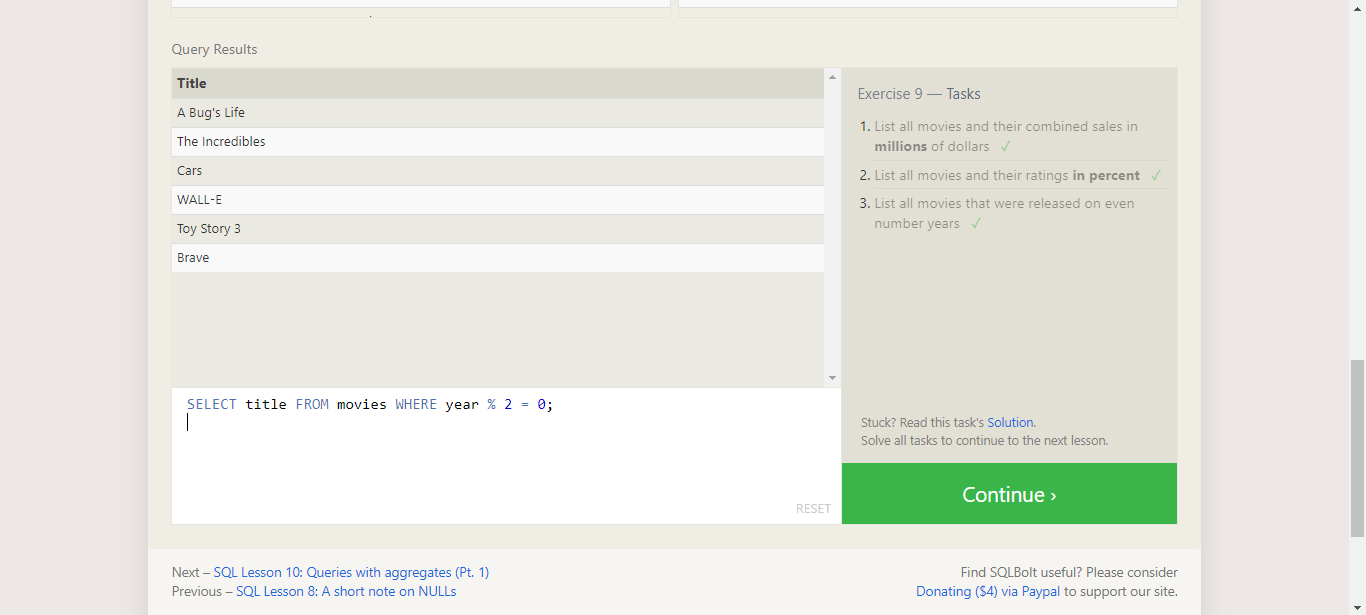 Query Results
Title
A Bug's Life
The Incredibles
Cars
WALL-E
Toy Story 3
Brave
SELECT title FROM movies WHERE year % 2 = 0;
RESET
Exercise 9 — Tasks
1. List all movies and their combined sales in
millions of dollars ✓
2. List all movies and their ratings in percent ✓
3. List all movies that were released on even
number years ✓
Stuck? Read this task's Solution.
Solve all tasks to continue to the next lesson.
Continue ›
Next – SQL Lesson 10: Queries with aggregates (Pt. 1)
Previous – SQL Lesson 8: A short note on NULLs
Find SQLBolt useful? Please consider
Donating ($4) via Paypal to support our site.